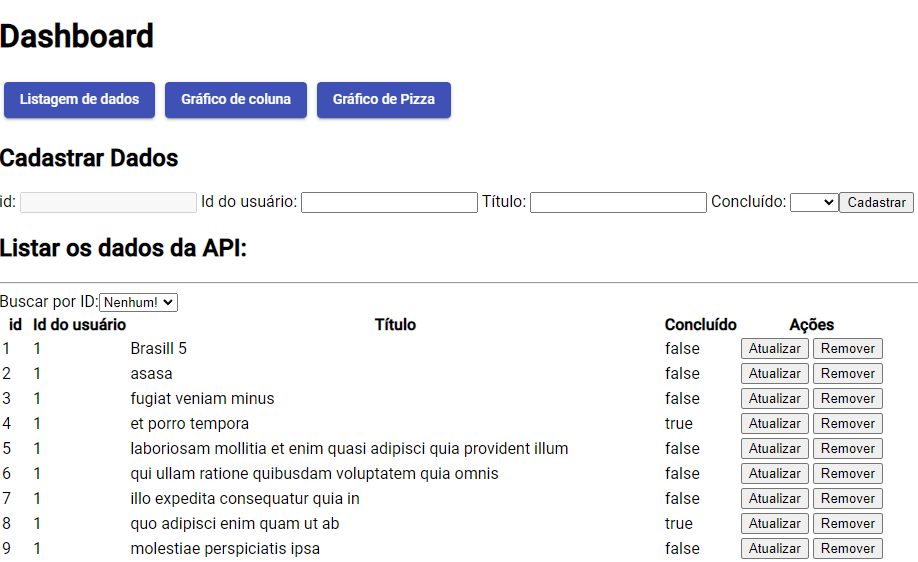 Dashboard
Listagem de dados Gráfico de coluna Gráfico de Pizza
Cadastrar Dados
id: Id do usuário: Título: Concluído: Cadastrar
Listar os dados da API:
Buscar por ID: Nenhum!
id Id do usuário Título Concluído Ações
1 1 Brasill 5 false Atualizar Remover
2 1 asasa false Atualizar Remover
3 1 fugiat veniam minus false Atualizar Remover
4 1 et porro tempora true Atualizar Remover
5 1 laboriosam mollitia et enim quasi adipisci quia provident illum false Atualizar Remover
6 1 qui ullam ratione quibusdam voluptatem quia omnis false Atualizar Remover
7 1 illo expedita consequatur quia in false Atualizar Remover
8 1 quo adipisci enim quam ut ab true Atualizar Remover
9 1 molestiae perspiciatis ipsa false Atualizar Remover